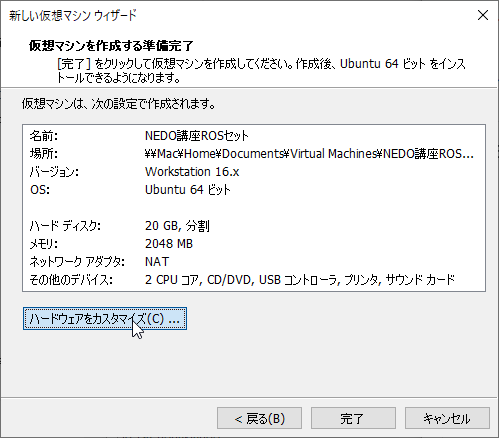 新しい仮想マシン ウィザード
仮想マシンを作成する準備完了
[完了] をクリックして仮想マシンを作成してください。作成後、Ubuntu 64 ビット をインス
トールできるようになります。
仮想マシンは、次の設定で作成されます。
名前: NEDO講座ROSセット
場所: ¥¥Mac¥Home¥Documents¥Virtual Machines¥NEDO講座ROS...
バージョン: Workstation 16.x
OS: Ubuntu 64 ビット
ハード ディスク: 20 GB, 分割
メモリ: 2048 MB
ネットワーク アダプタ: NAT
その他のデバイス: 2 CPU コア, CD/DVD, USB コントローラ, プリンタ, サウンド カード
ハードウェアをカスタマイズ(C) ...
< 戻る(B) 完了 キャンセル